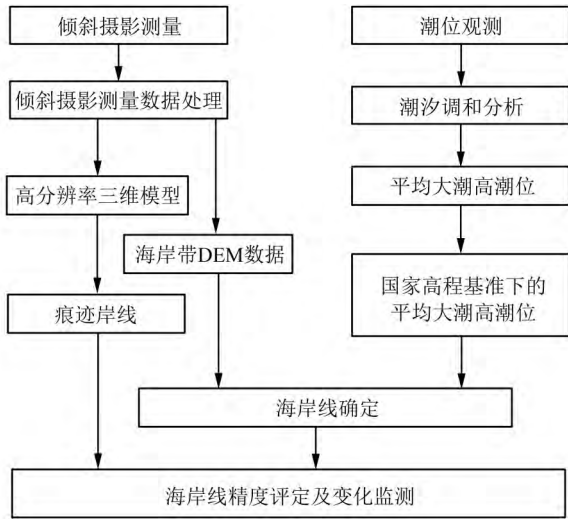 倾斜摄影测量
潮位观测
倾斜摄影测量数据处理
潮汐调和分析
高分辨率三维模型
平均大潮高潮位
海岸带DEM数据
国家高程基准下的
平均大潮高潮位
痕迹岸线
海岸线确定
海岸线精度评定及变化监测